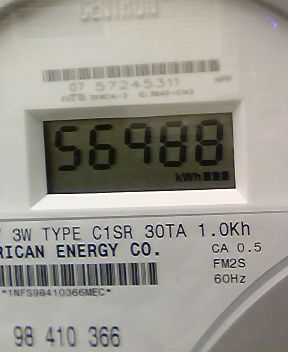 CENTRON
07 57245311
56988
kWh
3W TYPE C1SR 30TA 1.0Kh
RICAN ENERGY CO.
CA 0.5
FM2S
60Hz
*1NFS98410366MEC*
98 410 366